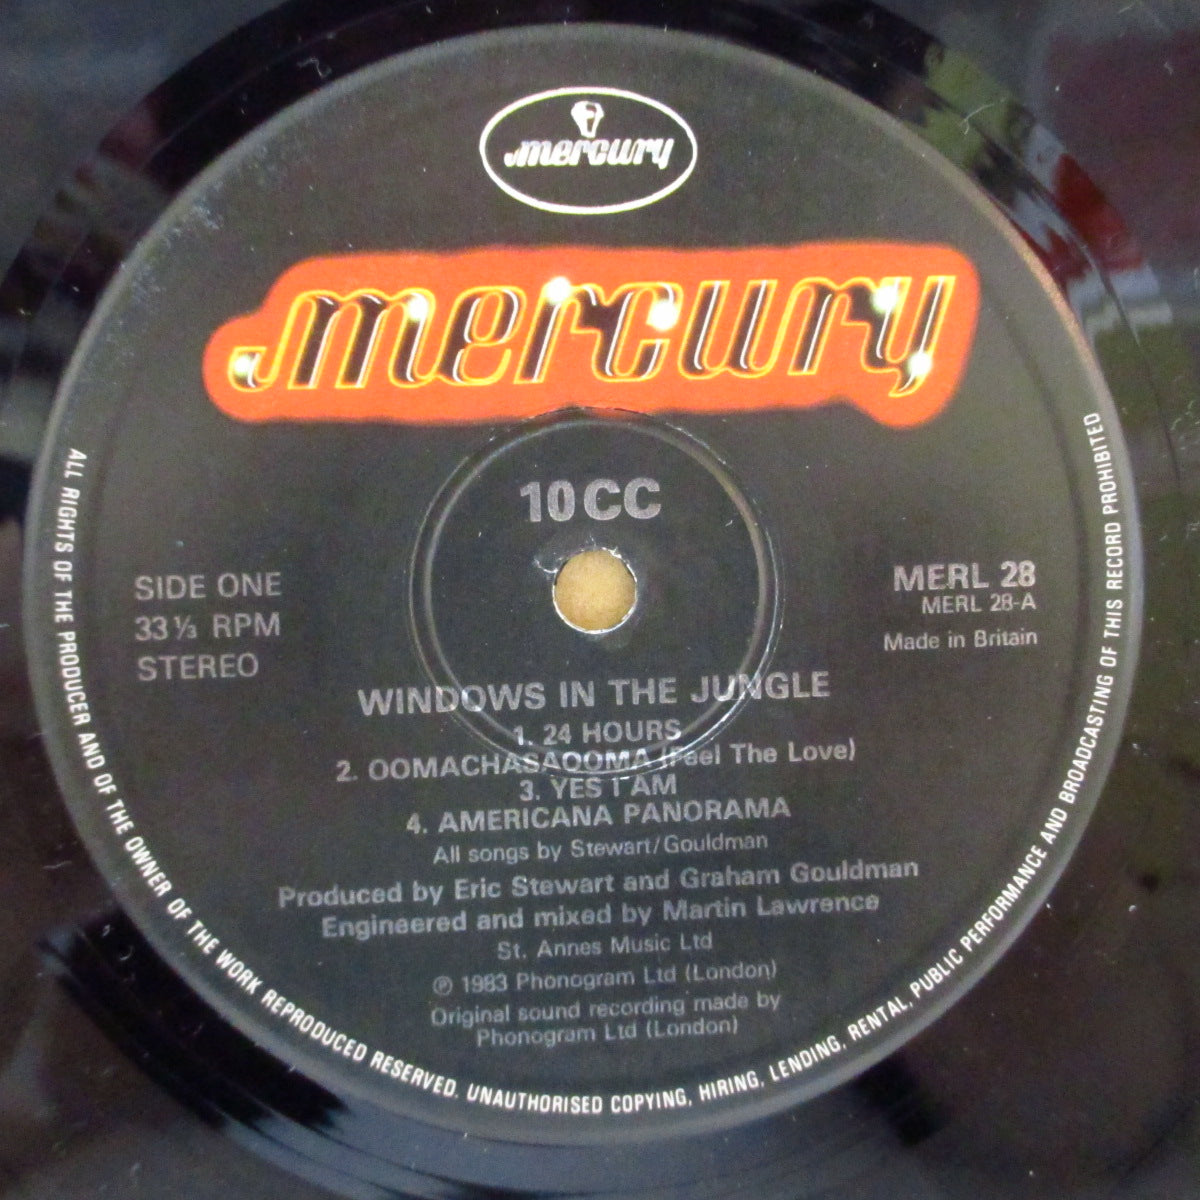 mercury
mercury
10CC
SIDE ONE
33 ⅓ RPM
STEREO
MERL 28
MERL 28-A
Made in Britain
WINDOWS IN THE JUNGLE
1. 24 HOURS
2. OOMACHASAOOMA (Feel The Love)
3. YES I AM
4. AMERICANA PANORAMA
All songs by Stewart/Gouldman
Produced by Eric Stewart and Graham Gouldman
Engineered and mixed by Martin Lawrence
St. Annes Music Ltd
℗ 1983 Phonogram Ltd (London)
Original sound recording made by
Phonogram Ltd (London)
ALL RIGHTS OF THE PRODUCER AND OF THE OWNER OF THE WORK REPRODUCED RESERVED. UNAUTHORISED COPYING, HIRING, LENDING, RENTAL, PUBLIC PERFORMANCE AND BROADCASTING OF THIS RECORD PROHIBITED